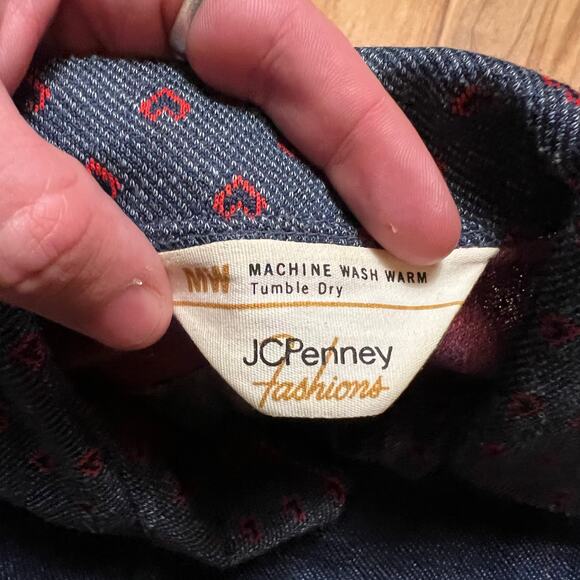 MW MACHINE WASH WARM
Tumble Dry
JCPenney
fashions